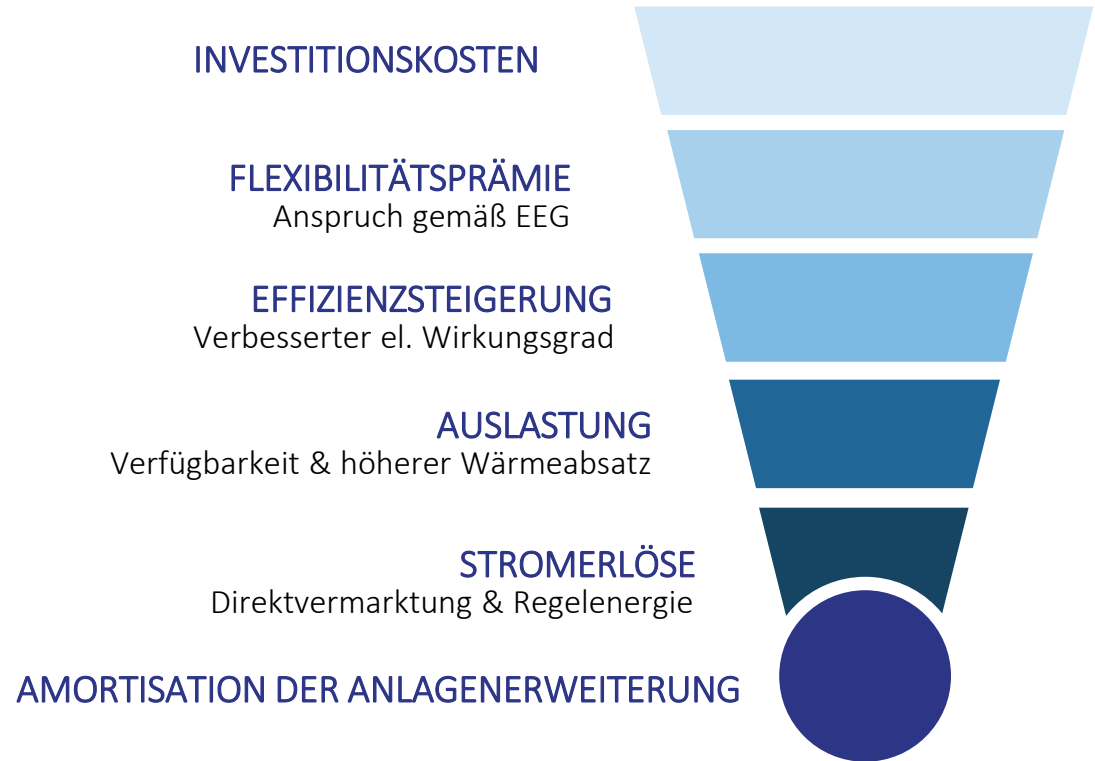 INVESTITIONSKOSTEN
FLEXIBILITÄTSPRÄMIE
Anspruch gemäß EEG
EFFIZIENZSTEIGERUNG
Verbesserter el. Wirkungsgrad
AUSLASTUNG
Verfügbarkeit & höherer Wärmeabsatz
STROMERLÖSE
Direktvermarktung & Regelenergie
AMORTISATION DER ANLAGENERWEITERUNG